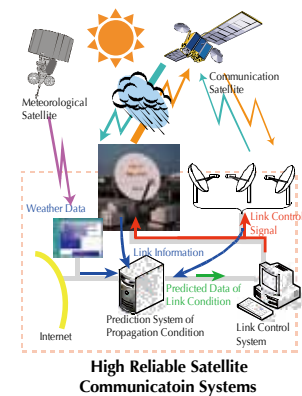 Meteorological
Satellite
Communication
Satellite
Weather Data
Link Control
Signal
Link Information
Predicted Data of
Link Condition
Prediction System of
Propagation Condition
Internet
Link Control
System
High Reliable Satellite
Communicatoin Systems